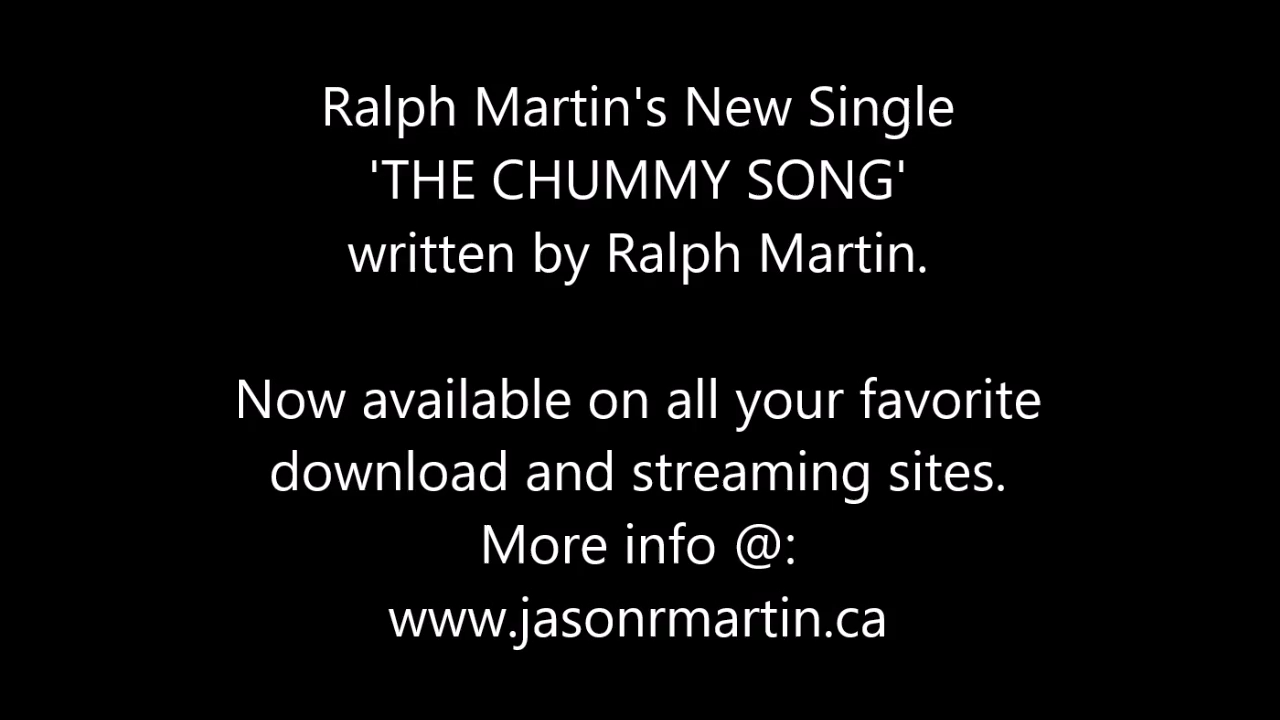 Ralph Martin's New Single
'THE CHUMMY SONG'
written by Ralph Martin.
Now available on all your favorite
download and streaming sites.
More info @:
www.jasonrmartin.ca